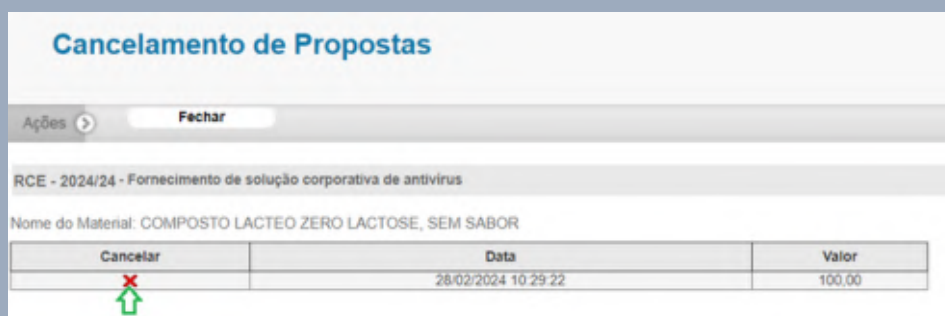 Cancelamento de Propostas
Ações Fechar
RCE - 2024/24 - Fornecimento de solução corporativa de antivírus
Nome do Material: COMPOSTO LACTEO ZERO LACTOSE, SEM SABOR
Cancelar Data Valor
28/02/2024 10:29:22 100,00